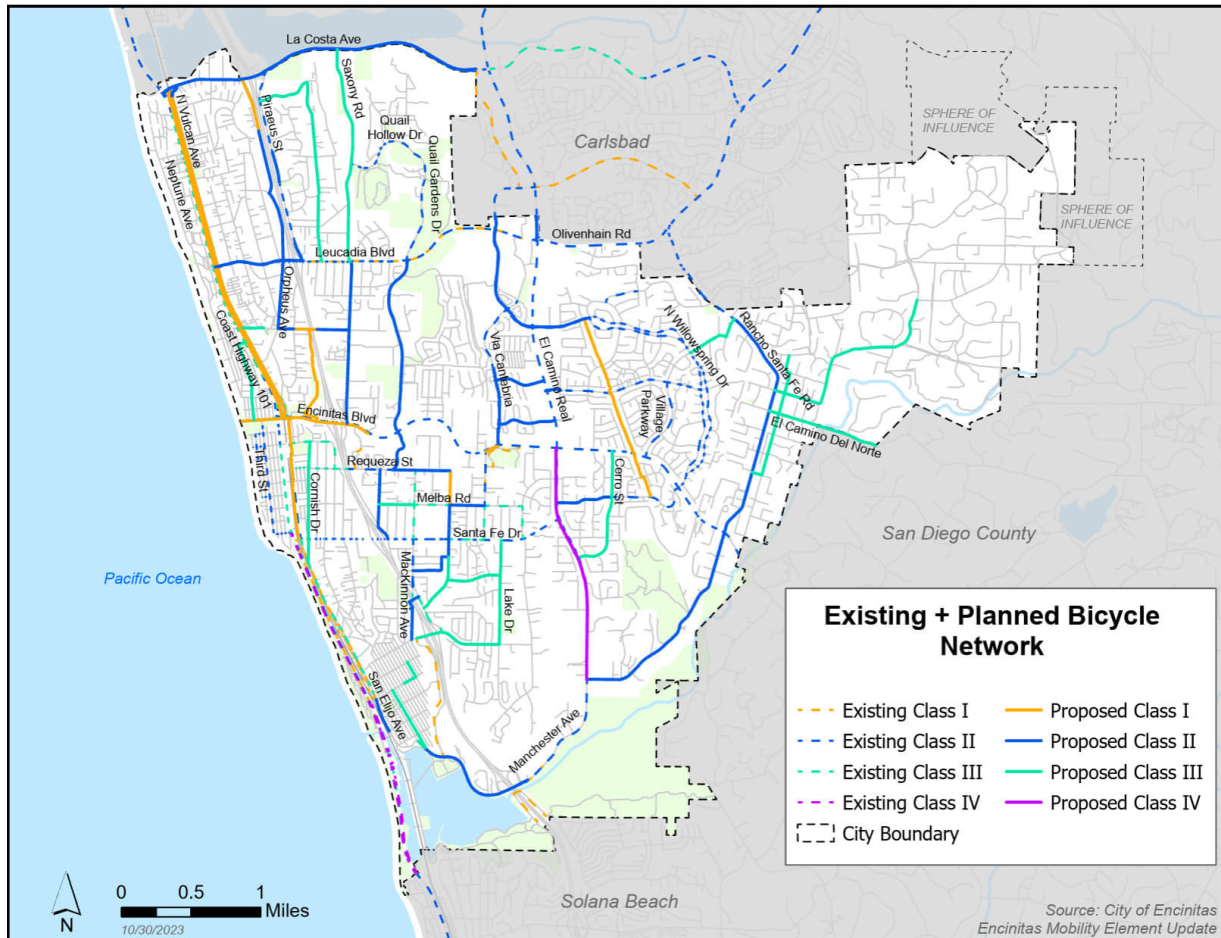 La Costa Ave
N Vulcan Ave
Neptune Ave
Piraeus St
Saxony Rd
Quail
Hollow Dr
Quail Gardens Dr
Carlsbad
SPHERE OF
INFLUENCE
SPHERE OF
INFLUENCE
Leucadia Blvd
Olivenhain Rd
Orpheus Ave
Coast Highway 101
Via Cantebria
El Camino Real
N Willowspring Dr
Rancho Santa Fe Rd
Village
Parkway
El Camino Del Norte
Encinitas Blvd
Third St
Requeza St
Cornish Dr
Melba Rd
Cerro St
Santa Fe Dr
MacKinnon Ave
Lake Dr
San Elijo Ave
Manchester Ave
Pacific Ocean
San Diego County
Solana Beach
Existing + Planned Bicycle
Network
Existing Class I
Proposed Class I
Existing Class II
Proposed Class II
Existing Class III
Proposed Class III
Existing Class IV
Proposed Class IV
City Boundary
N
0 0.5 1
Miles
10/30/2023
Source: City of Encinitas
Encinitas Mobility Element Update